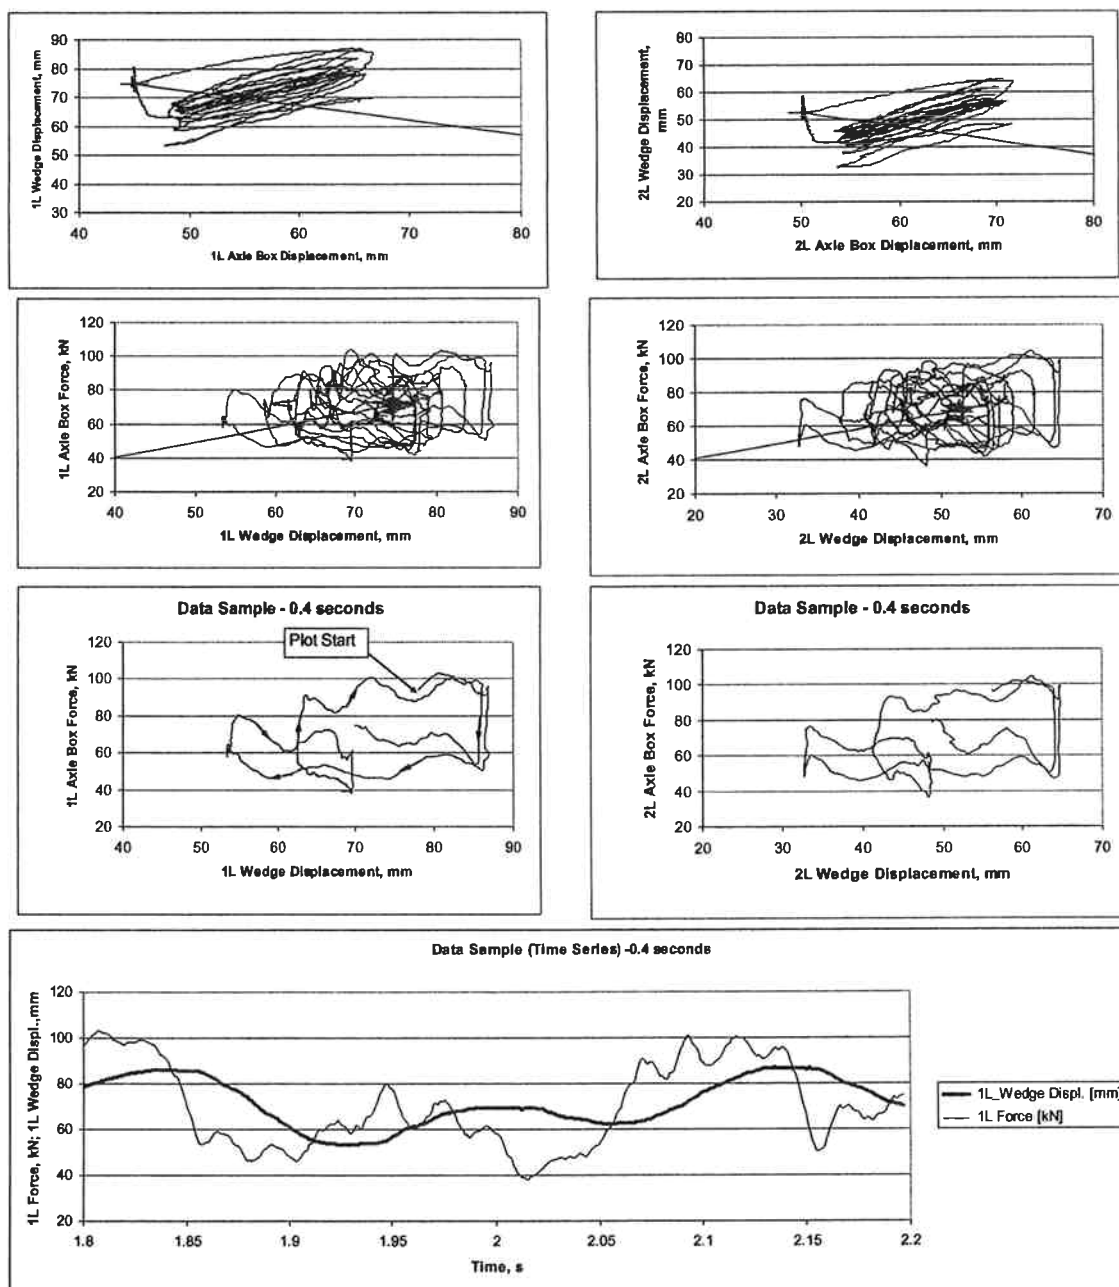 90
80
70
60
50
40
30
1L Wedge Displacement, mm
40 50 60 70 80
1L Axle Box Displacement, mm
80
70
60
50
40
30
20
2L Wedge Displacement,
mm
40 50 60 70 80
2L Axle Box Displacement, mm
120
100
80
60
40
20
1L Axle Box Force, kN
40 50 60 70 80 90
1L Wedge Displacement, mm
120
100
80
60
40
20
2L Axle Box Force, kN
20 30 40 50 60 70
2L Wedge Displacement, mm
Data Sample - 0.4 seconds
Plot Start
120
100
80
60
40
20
1L Axle Box Force, kN
40 50 60 70 80 90
1L Wedge Displacement, mm
Data Sample - 0.4 seconds
120
100
80
60
40
20
2L Axle Box Force, kN
20 30 40 50 60 70
2L Wedge Displacement, mm
Data Sample (Time Series) -0.4 seconds
120
100
80
60
40
20
1L Force, kN; 1L Wedge Displ.,mm
1.8 1.85 1.9 1.95 2 2.05 2.1 2.15 2.2
Time, s
1L_Wedge Displ. [mm]
1L Force [kN]